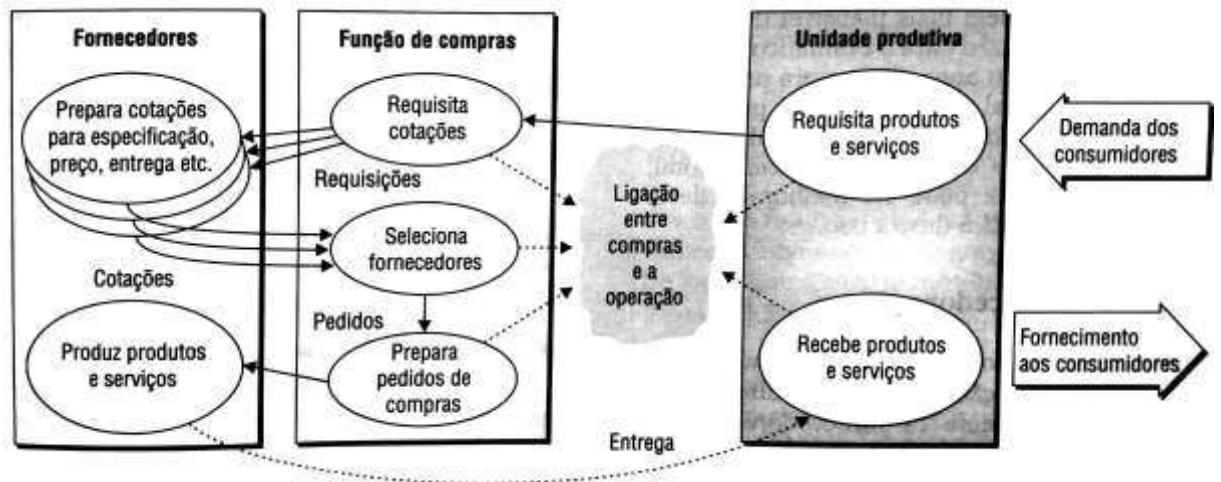 Fornecedores
Prepara cotações
para especificação,
preço, entrega etc.
Cotações
Produz produtos
e serviços
Função de compras
Requisita
cotações
Requisições
Seleciona
fornecedores
Pedidos
Prepara
pedidos de
compras
Ligação
entre
compras
e a
operação
Entrega
Unidade produtiva
Requisita produtos
e serviços
Recebe produtos
e serviços
Demanda dos
consumidores
Fornecimento
aos consumidores